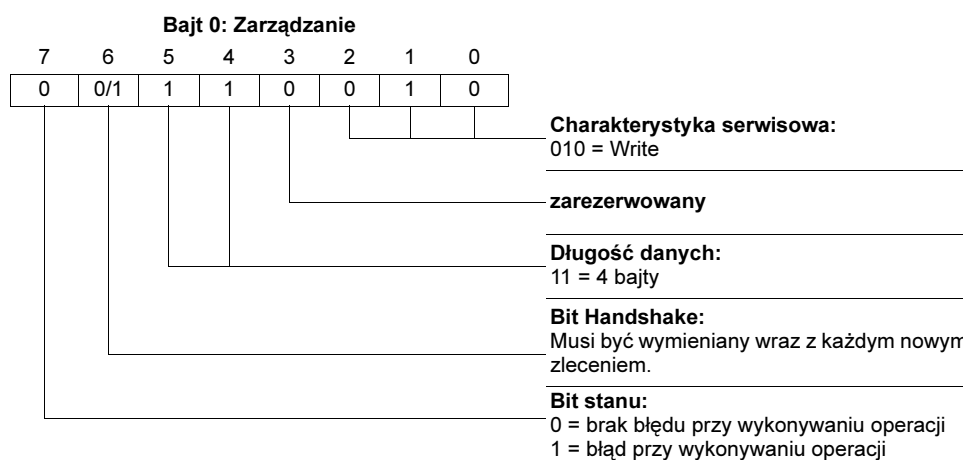 Bajt 0: Zarządzanie
7 6 5 4 3 2 1 0
0 0/1 1 1 0 0 1 0
Charakterystyka serwisowa:
010 = Write
zarezerwowany
Długość danych:
11 = 4 bajty
Bit Handshake:
Musi być wymieniany wraz z każdym nowym
zleceniem.
Bit stanu:
0 = brak błędu przy wykonywaniu operacji
1 = błąd przy wykonywaniu operacji